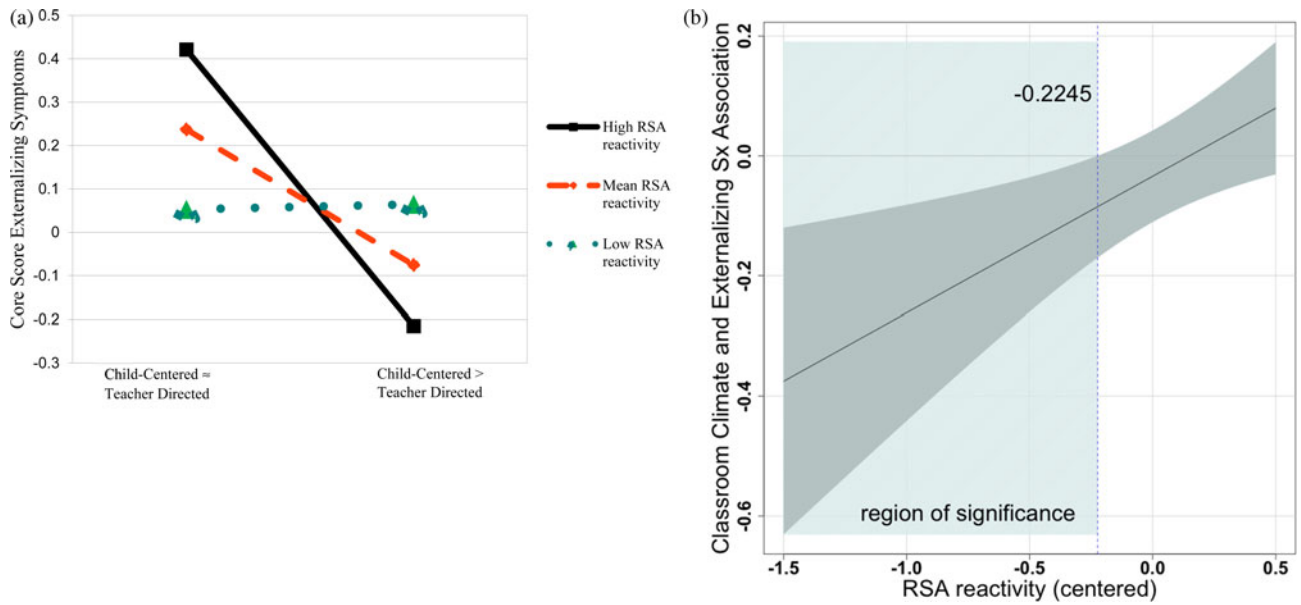 (a)
0.5
0.4
0.3
0.2
0.1
0
-0.1
-0.2
-0.3
Core Score Externalizing Symptoms
Child-Centered ≈
Teacher Directed
Child-Centered >
Teacher Directed
High RSA
reactivity
Mean RSA
reactivity
Low RSA
reactivity
(b)
Classroom Climate and Externalizing Sx Association
0.2
0.0
-0.2
-0.4
-0.6
-0.2245
region of significance
-1.5
-1.0
-0.5
0.0
0.5
RSA reactivity (centered)